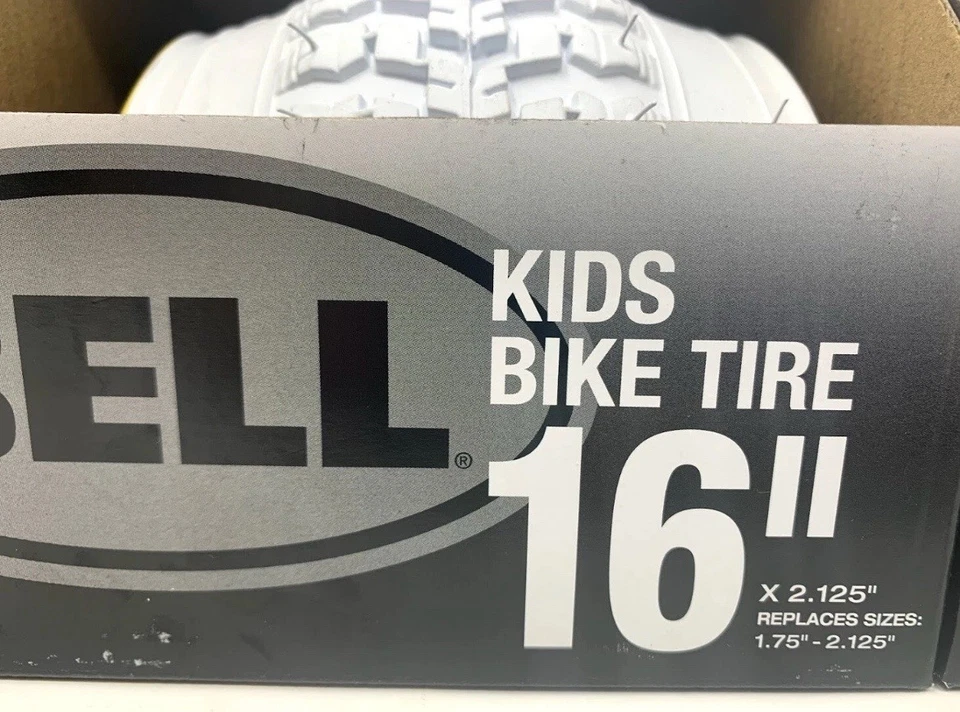 BELL®
KIDS
BIKE TIRE
16"
X 2.125"
REPLACES SIZES:
1.75" - 2.125"